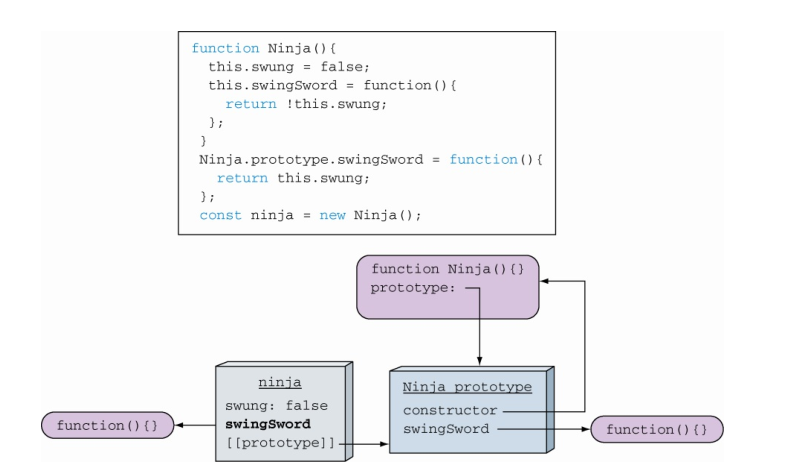 function Ninja(){
this.swung = false;
this.swingSword = function(){
return !this.swung;
};
}
Ninja.prototype.swingSword = function(){
return this.swung;
};
const ninja = new Ninja();
function Ninja(){}
prototype:
ninja
swung: false
swingSword
[[prototype]]
function(){}
Ninja prototype
constructor
swingSword
function(){}